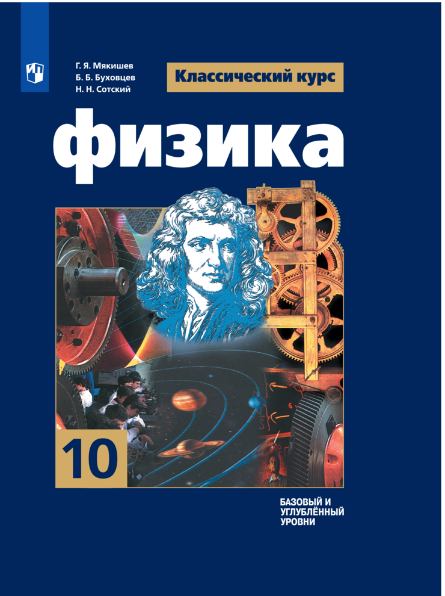 Г. Я. Мякишев
Б. Б. Буховцев
Н. Н. Сотский
Классический курс
физика
10
БАЗОВЫЙ И
УГЛУБЛЁННЫЙ
УРОВНИ